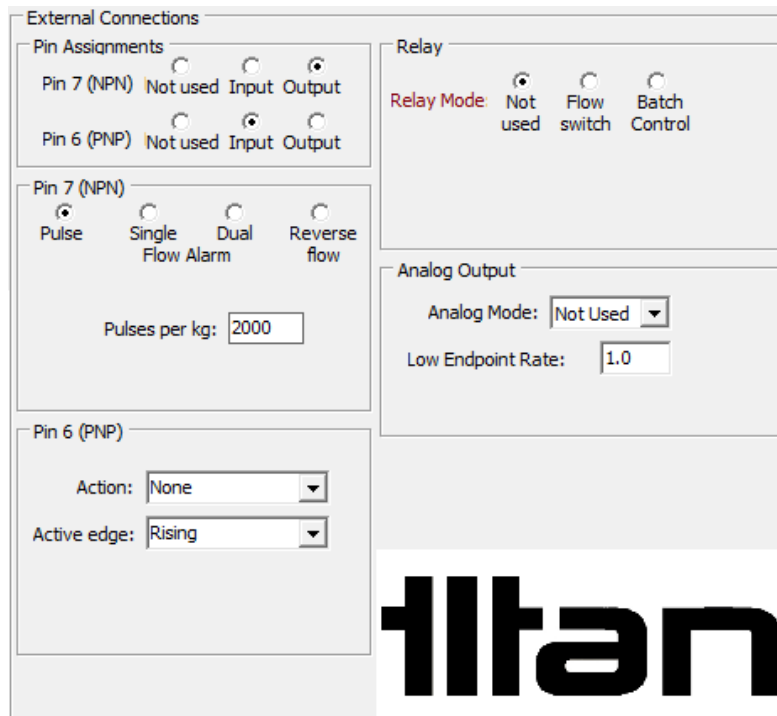 External Connections
Pin Assignments
Pin 7 (NPN) Not used Input Output
Pin 6 (PNP) Not used Input Output
Pin 7 (NPN)
Pulse Single Dual Reverse
Flow Alarm flow
Pulses per kg: 2000
Pin 6 (PNP)
Action: None
Active edge: Rising
Relay
Relay Mode: Not Flow Batch
used switch Control
Analog Output
Analog Mode: Not Used
Low Endpoint Rate: 1.0
titan